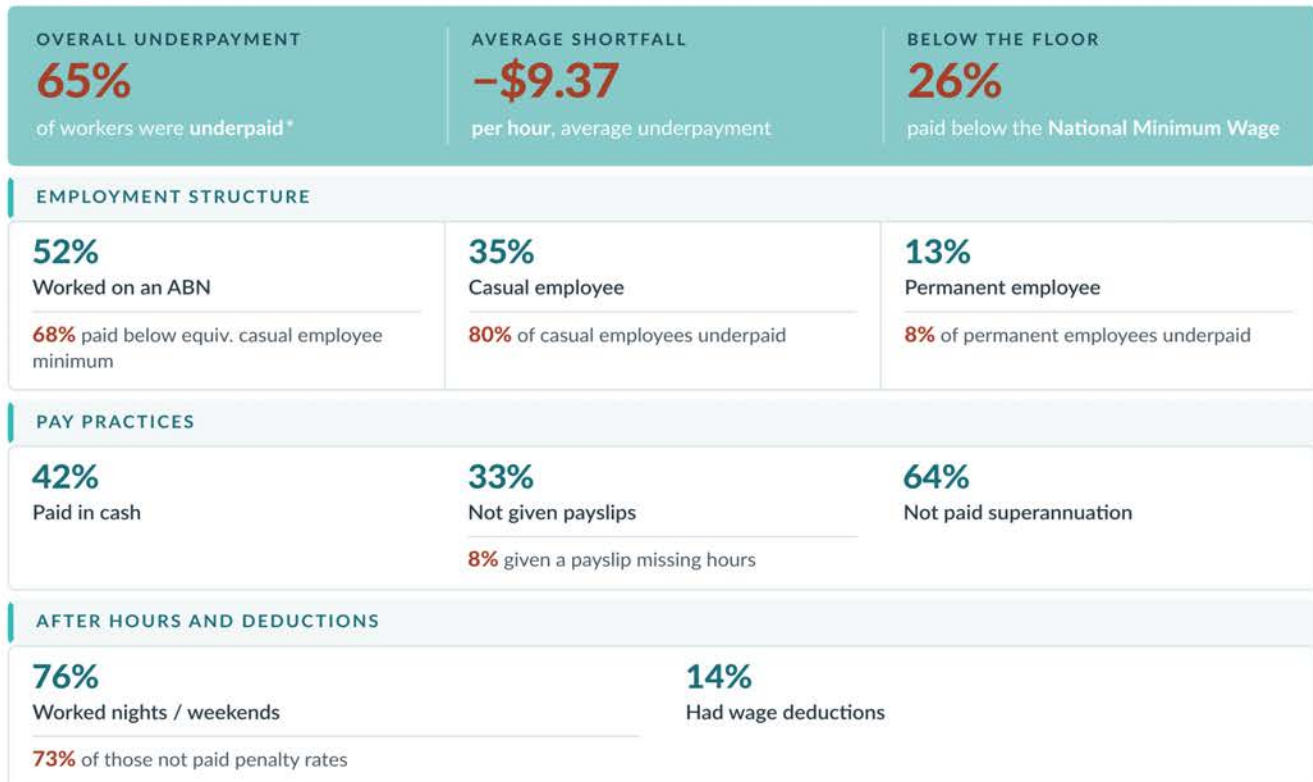 OVERALL UNDERPAYMENT
65%
of workers were underpaid*
AVERAGE SHORTFALL
–$9.37
per hour, average underpayment
BELOW THE FLOOR
26%
paid below the National Minimum Wage
EMPLOYMENT STRUCTURE
52%
Worked on an ABN
68% paid below equiv. casual employee
minimum
35%
Casual employee
80% of casual employees underpaid
13%
Permanent employee
8% of permanent employees underpaid
PAY PRACTICES
42%
Paid in cash
33%
Not given payslips
8% given a payslip missing hours
64%
Not paid superannuation
AFTER HOURS AND DEDUCTIONS
76%
Worked nights / weekends
73% of those not paid penalty rates
14%
Had wage deductions